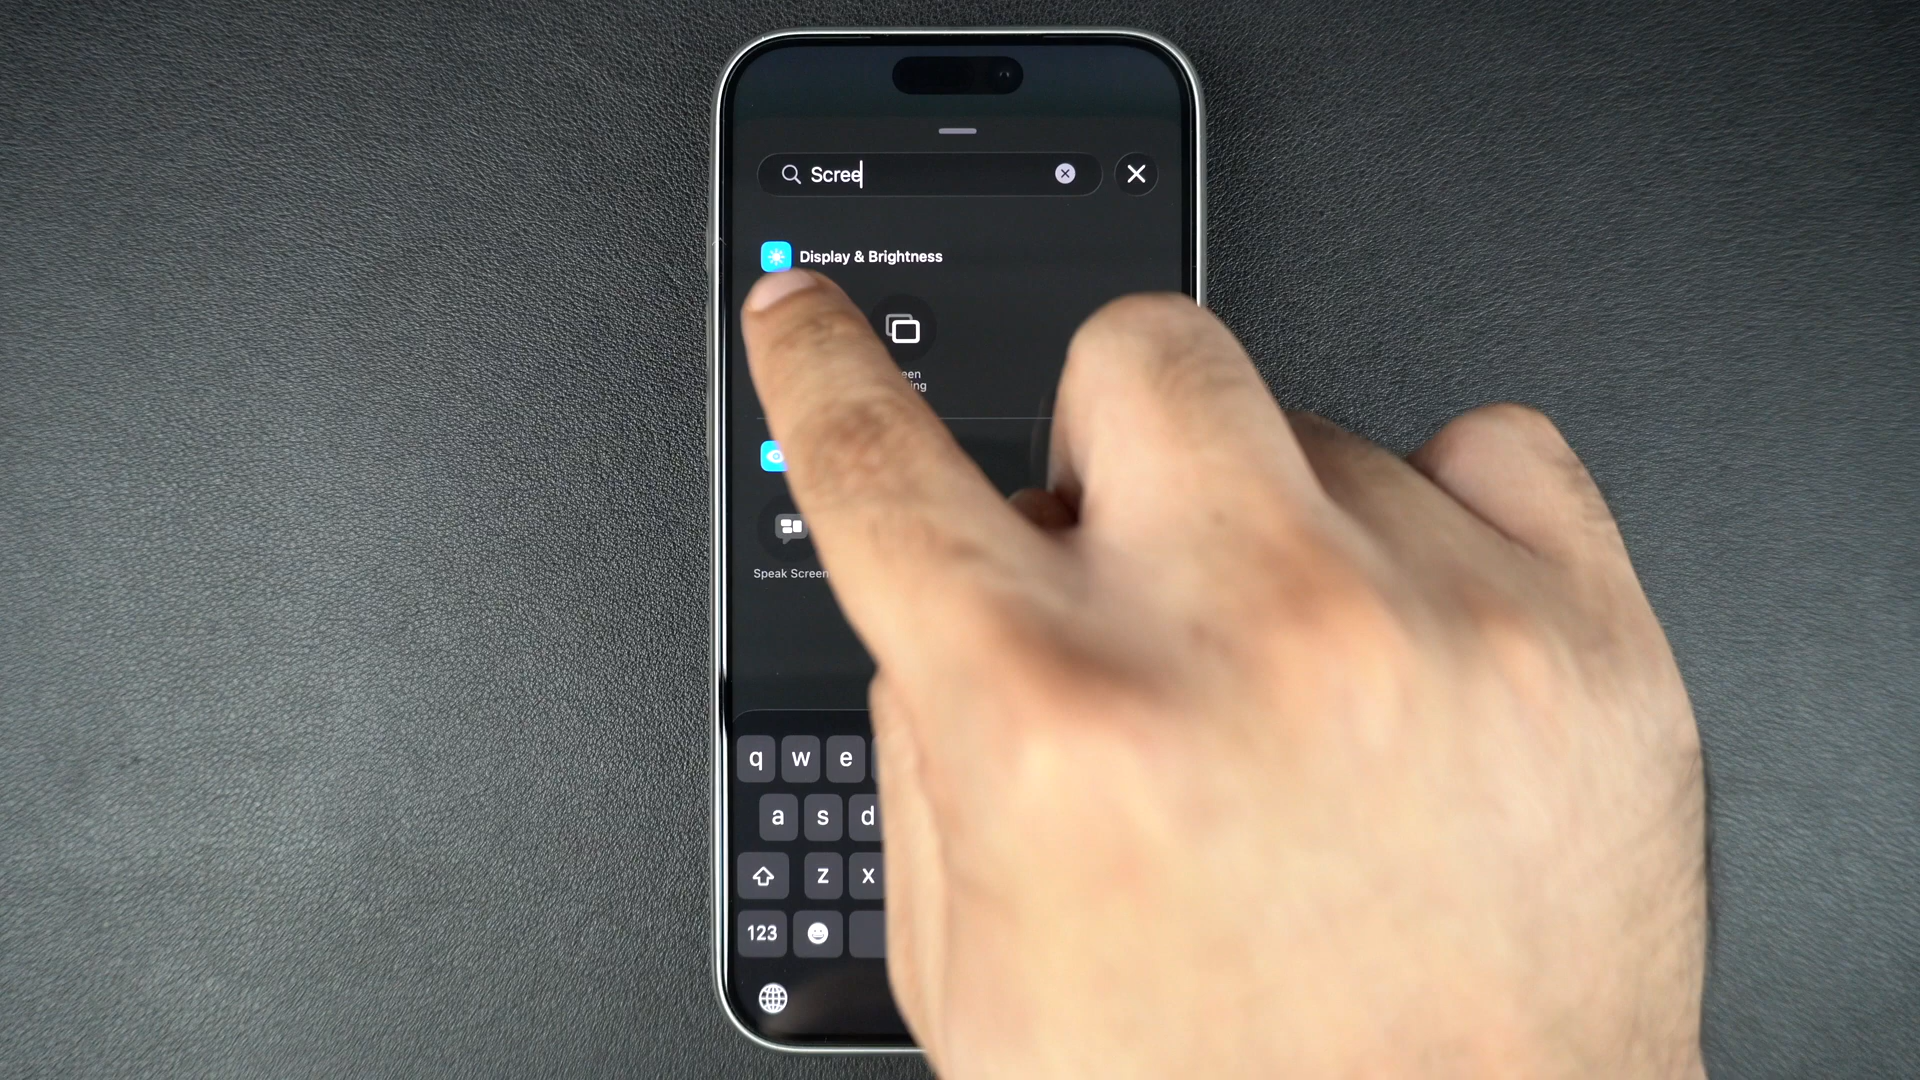 Scree
Display & Brightness
Speak Screen
q w e
a s d
z x
123